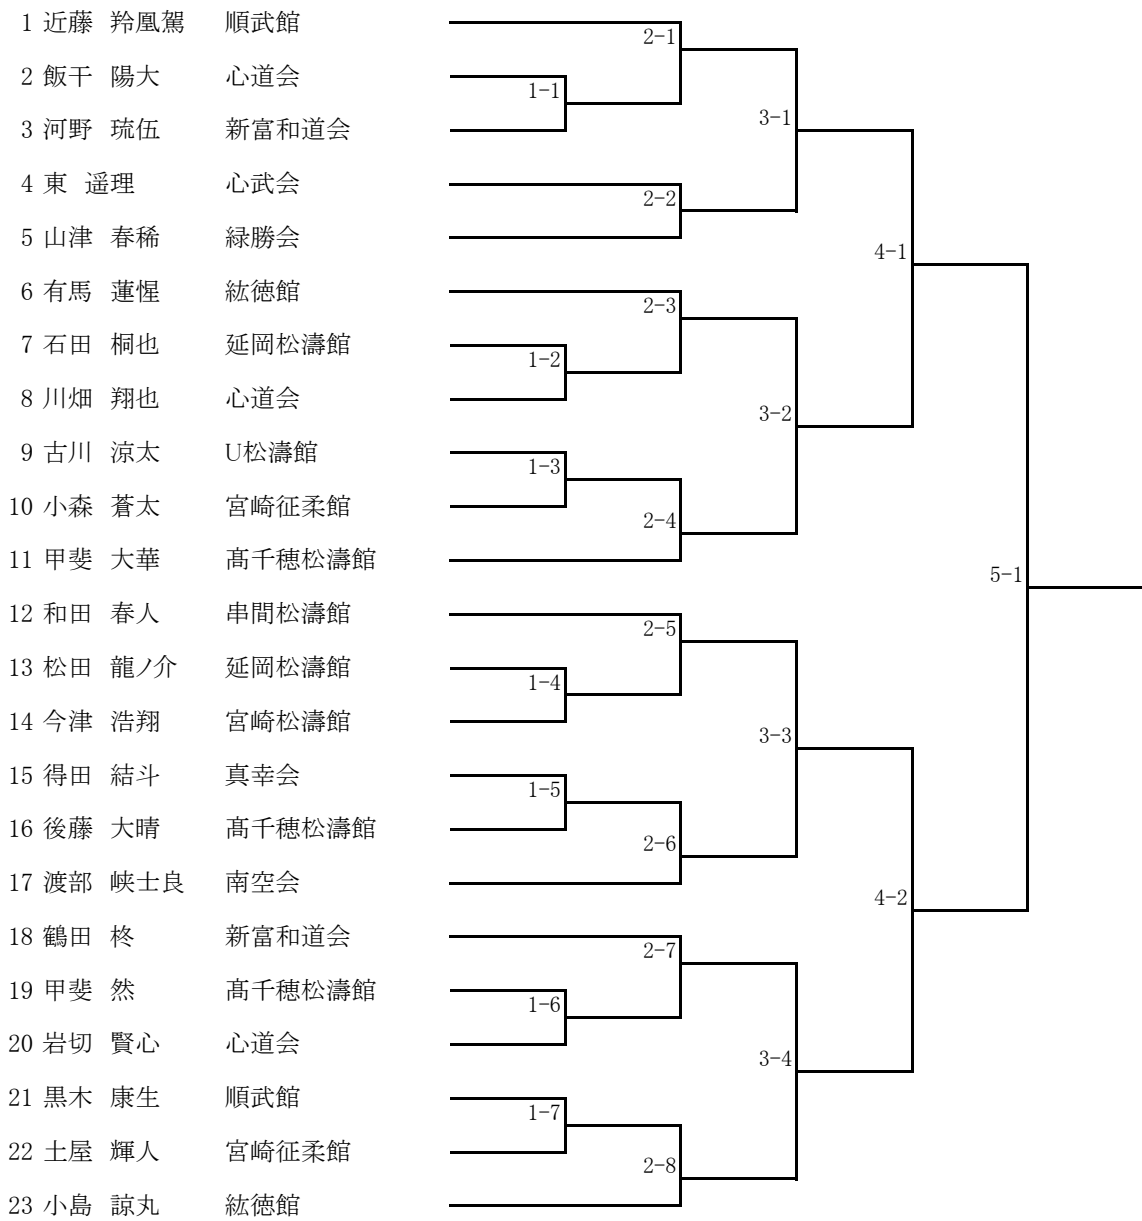 1 近藤 羚凰駕 順武館
2-1
2 飯干 陽大 心道会
1-1
3-1
3 河野 琉伍 新富和道会
4 東 遥理 心武会
2-2
5 山津 春稀 緑勝会
4-1
6 有馬 蓮惺 紘徳館
2-3
7 石田 桐也 延岡松濤館
1-2
8 川畑 翔也 心道会
3-2
9 古川 涼太 U松濤館
1-3
10 小森 蒼太 宮崎征柔館
2-4
11 甲斐 大華 髙千穂松濤館
5-1
12 和田 春人 串間松濤館
2-5
13 松田 龍ノ介 延岡松濤館
1-4
14 今津 浩翔 宮崎松濤館
3-3
15 得田 結斗 真幸会
1-5
16 後藤 大晴 髙千穂松濤館
2-6
17 渡部 峡士良 南空会
4-2
18 鶴田 柊 新富和道会
2-7
19 甲斐 然 髙千穂松濤館
1-6
20 岩切 賢心 心道会
3-4
21 黒木 康生 順武館
1-7
22 土屋 輝人 宮崎征柔館
2-8
23 小島 諒丸 紘徳館